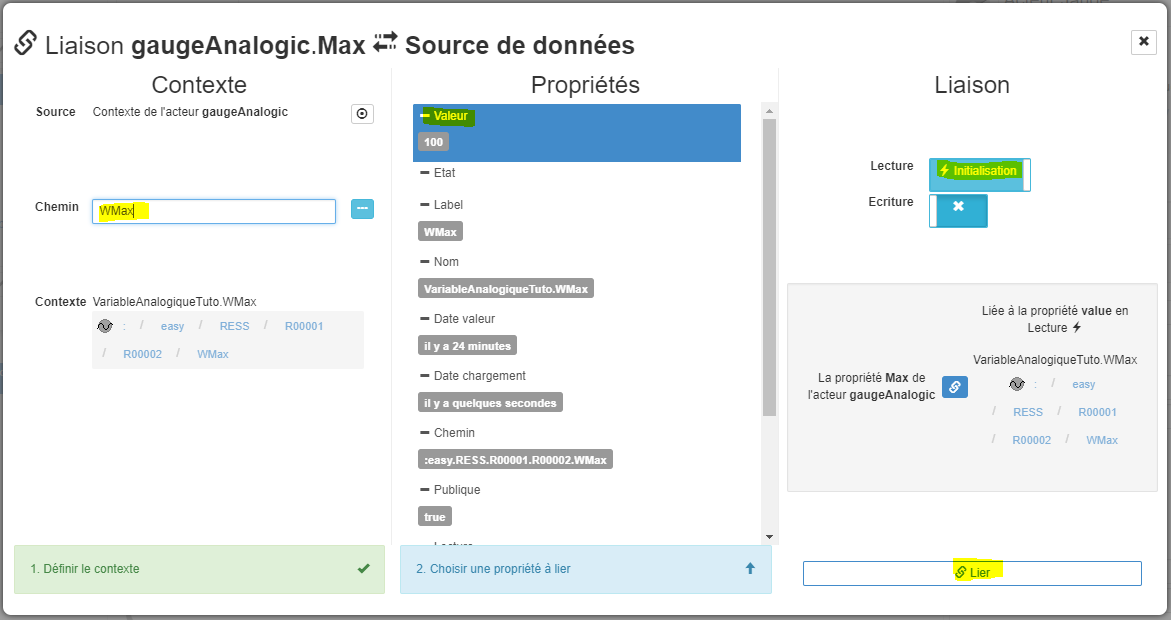 Liaison gaugeAnalogic.Max Source de données
Contexte
Source Contexte de l'acteur gaugeAnalogic
Chemin WMax
Contexte VariableAnalogiqueTuto.WMax
: / easy / RESS / R00001
/ R00002 / WMax
1. Définir le contexte
Propriétés
Valeur
100
Etat
Label
WMax
Nom
VariableAnalogiqueTuto.WMax
Date valeur
il y a 24 minutes
Date chargement
il y a quelques secondes
Chemin
:easy.RESS.R00001.R00002.WMax
Publique
true
2. Choisir une propriété à lier
Liaison
Lecture Initialisation
Ecriture
La propriété Max de
l'acteur gaugeAnalogic
Liée à la propriété value en
Lecture
VariableAnalogiqueTuto.WMax
: / easy
/ RESS / R00001
/ R00002 / WMax
Lier